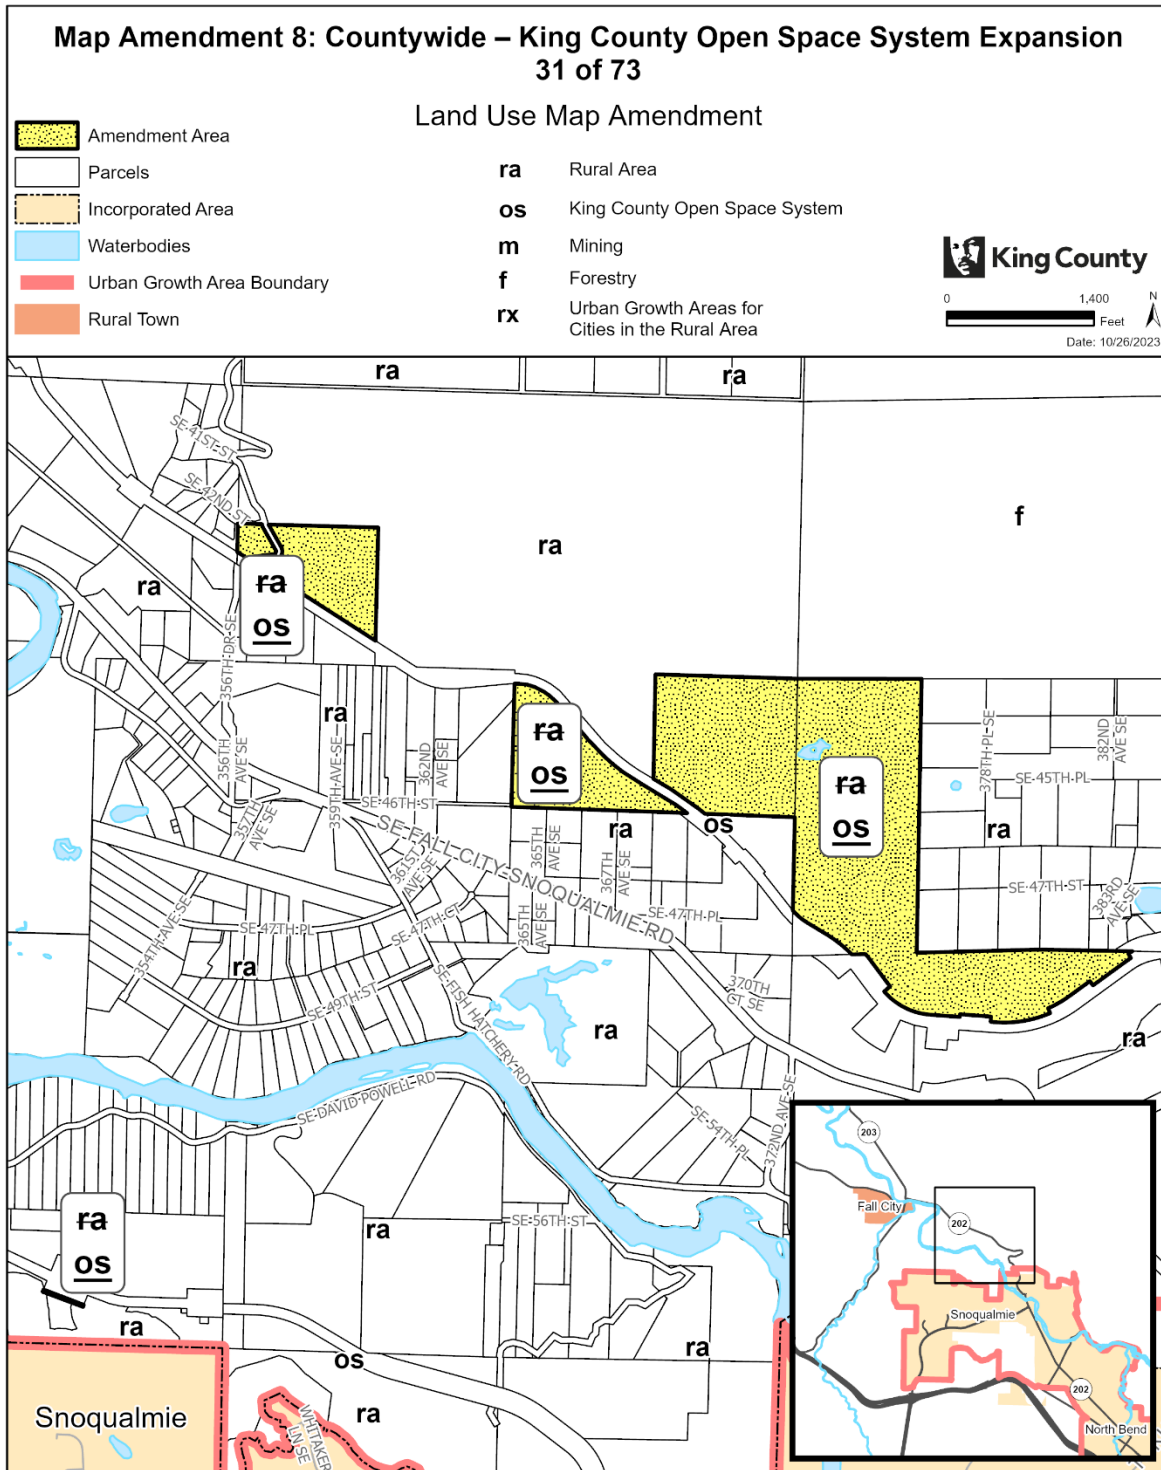 Map Amendment 8: Countywide – King County Open Space System Expansion
31 of 73
Land Use Map Amendment
Amendment Area
Parcels
Incorporated Area
Waterbodies
Urban Growth Area Boundary
Rural Town
ra Rural Area
os King County Open Space System
m Mining
f Forestry
rx Urban Growth Areas for
Cities in the Rural Area
King County
0 1,400
Feet
N
Date: 10/26/2023
ra
ra
SE 41ST ST
SE 42ND ST
f
ra
ra
ra
os
356TH DR SE
ra
359TH AVE SE
362ND
AVE SE
356TH
AVE SE
357TH
AVE SE
SE 46TH ST
ra
os
ra
os
ra
os
378TH PL SE
382ND
AVE SE
SE 45TH PL
ra
SE 47TH ST
383RD
AVE SE
SE FALL CITY-SNOQUALMIE RD
361ST
AVE SE
365TH
AVE SE
367TH
AVE SE
365TH
AVE SE
SE 47TH PL
354TH AVE SE
SE 47TH PL
SE 47TH CT
ra
SE 49TH ST
SE FISH HATCHERY RD
ra
370TH
CT SE
ra
SE DAVID POWELL RD
SE 54TH PL
372ND AVE SE
ra
os
ra
SE 56TH ST
ra
os
ra
ra
Snoqualmie
WHITAKER
LN SE
203
Fall City
202
Snoqualmie
202
North Bend